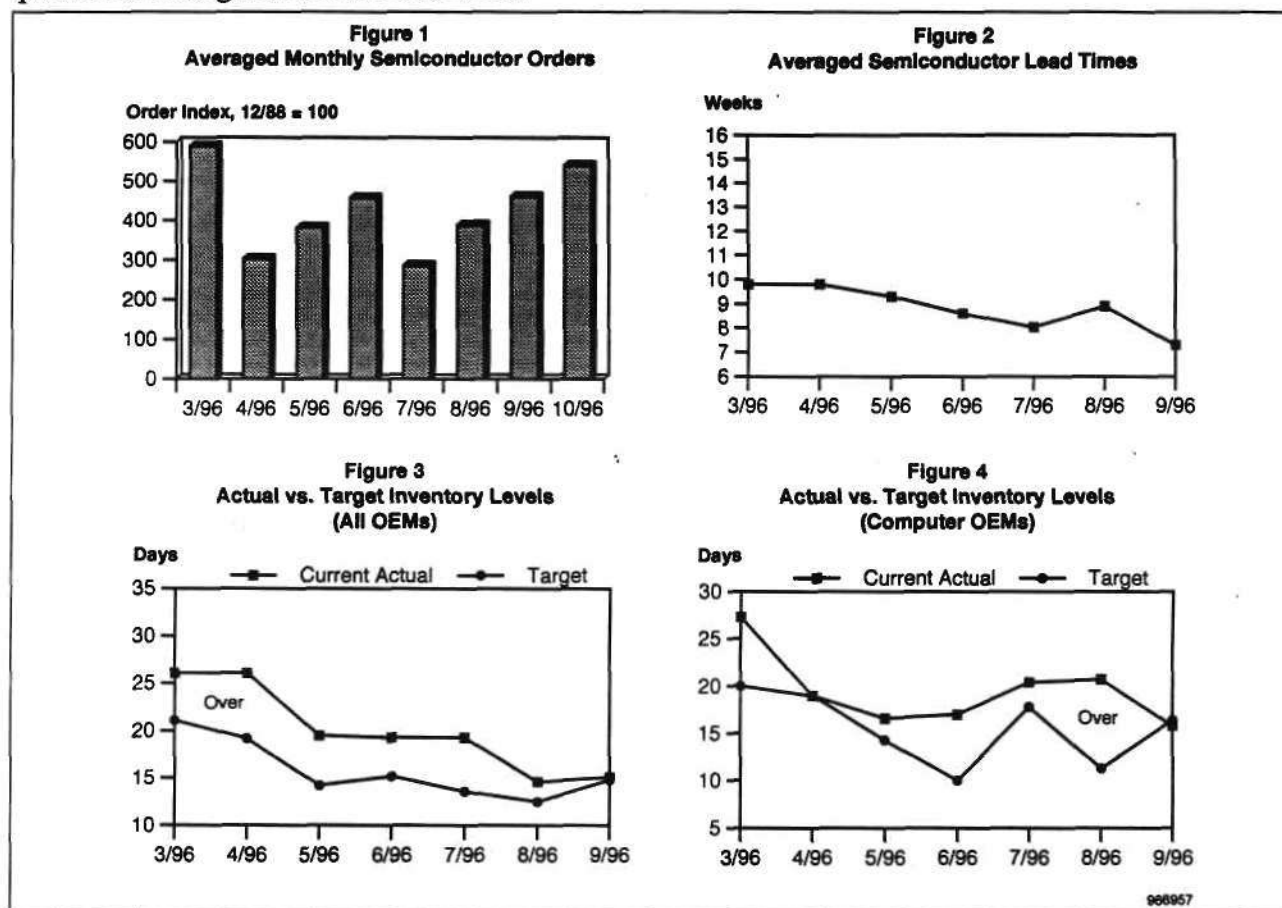 Figure 1
Averaged Monthly Semiconductor Orders
Order Index, 12/88 = 100
600
500
400
300
200
100
0
3/96 4/96 5/96 6/96 7/96 8/96 9/96 10/96
Figure 2
Averaged Semiconductor Lead Times
Weeks
16
15
14
13
12
11
10
9
8
7
6
3/96 4/96 5/96 6/96 7/96 8/96 9/96
Figure 3
Actual vs. Target Inventory Levels
(All OEMs)
Days
Current Actual Target
35
30
25
Over
20
15
10
3/96 4/96 5/96 6/96 7/96 8/96 9/96
Figure 4
Actual vs. Target Inventory Levels
(Computer OEMs)
Days
Current Actual Target
30
25
20
Over
15
10
5
3/96 4/96 5/96 6/96 7/96 8/96 9/96
966957